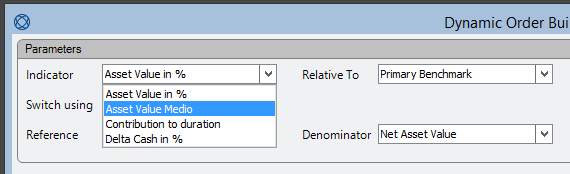 Dynamic Order Bui
Parameters
Indicator Asset Value in % Relative To Primary Benchmark
Asset Value in %
Switch using Asset Value Medio
Contribution to duration
Reference Delta Cash in % Denominator Net Asset Value